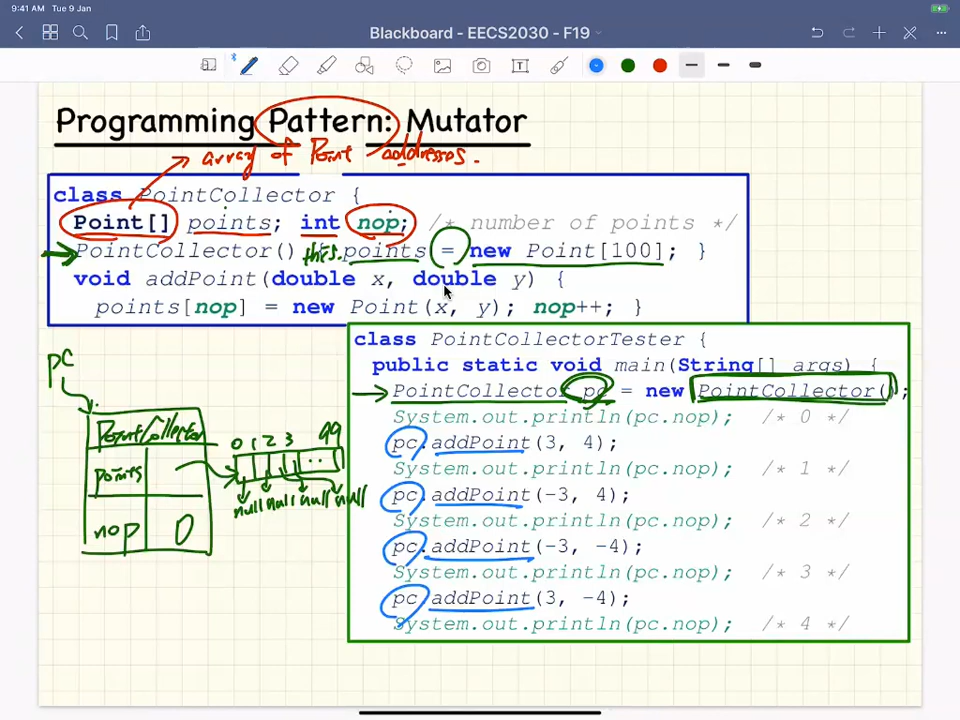 9:41 AM Tue 9 Jan
Blackboard - EECS2030 - F19
Programming Pattern: Mutator
array of Point addresses.
class PointCollector {
Point[] points; int nop; /* number of points */
PointCollector() this.points = new Point[100]; }
void addPoint(double x, double y) {
points[nop] = new Point(x, y); nop++; }
class PointCollectorTester {
public static void main(String[] args) {
PointCollector pc = new PointCollector();
System.out.println(pc.nop); /* 0 */
pc.addPoint(3, 4);
System.out.println(pc.nop); /* 1 */
pc.addPoint(-3, 4);
System.out.println(pc.nop); /* 2 */
pc.addPoint(-3, -4);
System.out.println(pc.nop); /* 3 */
pc.addPoint(3, -4);
System.out.println(pc.nop); /* 4 */
pc
PointCollector
0 1 2 3 99
points
..
null null null null
nop 0